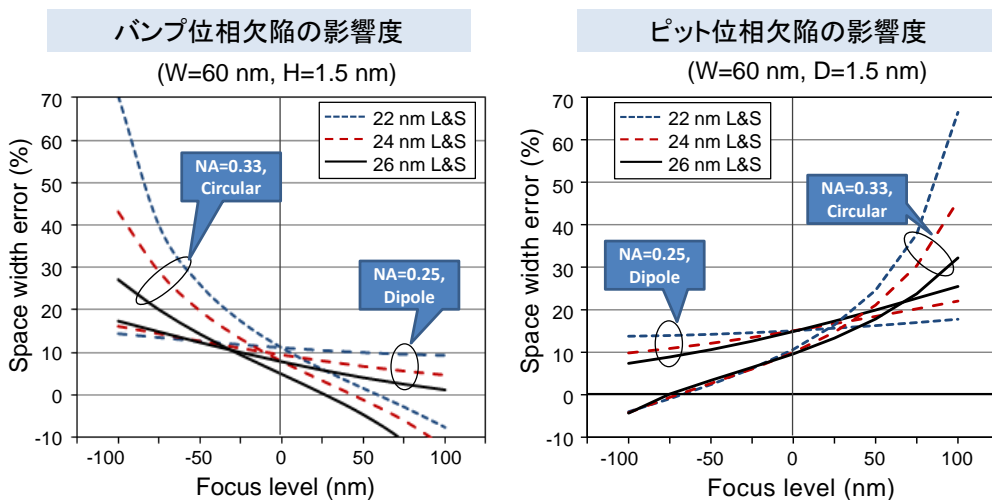 バンプ位相欠陥の影響度
(W=60 nm, H=1.5 nm)
70
60
50
40
30
20
10
0
-10
-100
-50
0
50
100
Space width error (%)
Focus level (nm)
22 nm L&S
24 nm L&S
26 nm L&S
NA=0.33,
Circular
NA=0.25,
Dipole
ピット位相欠陥の影響度
(W=60 nm, D=1.5 nm)
70
60
50
40
30
20
10
0
-10
-100
-50
0
50
100
Space width error (%)
Focus level (nm)
22 nm L&S
24 nm L&S
26 nm L&S
NA=0.33,
Circular
NA=0.25,
Dipole